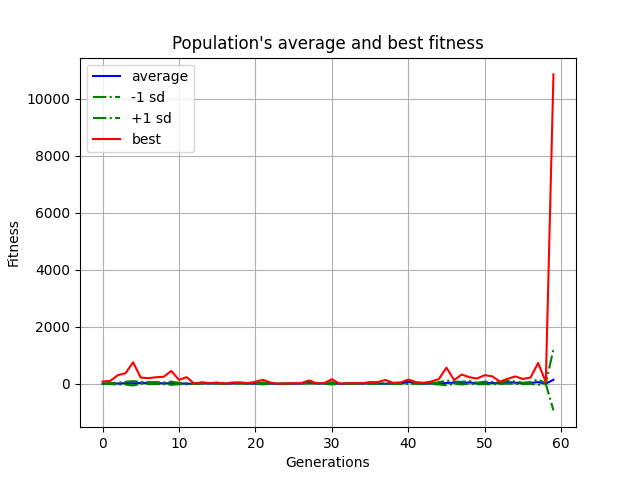 Population's average and best fitness
average
-1 sd
+1 sd
best
10000
8000
6000
4000
2000
0
Fitness
0 10 20 30 40 50 60
Generations